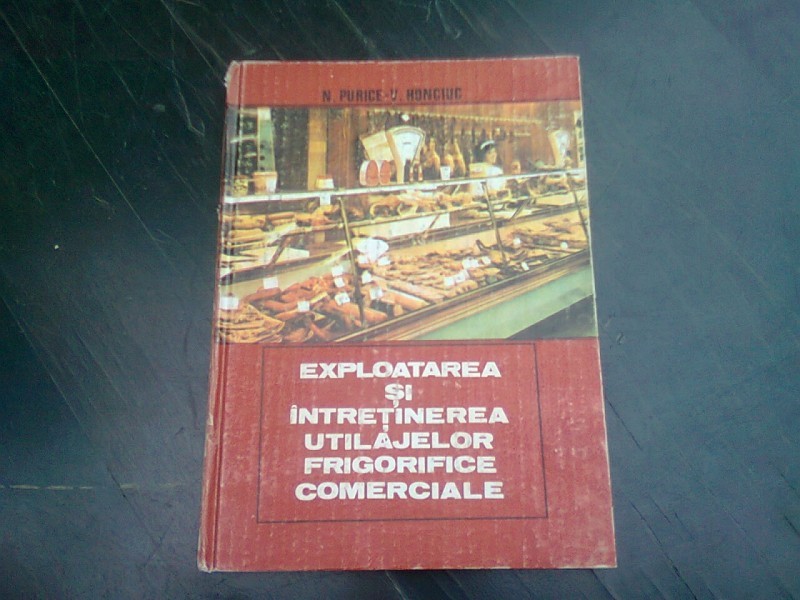 N. PURICE-V. HONCIUC
EXPLOATAREA
ȘI
ÎNTREȚINEREA
UTILAJELOR
FRIGORIFICE
COMERCIALE